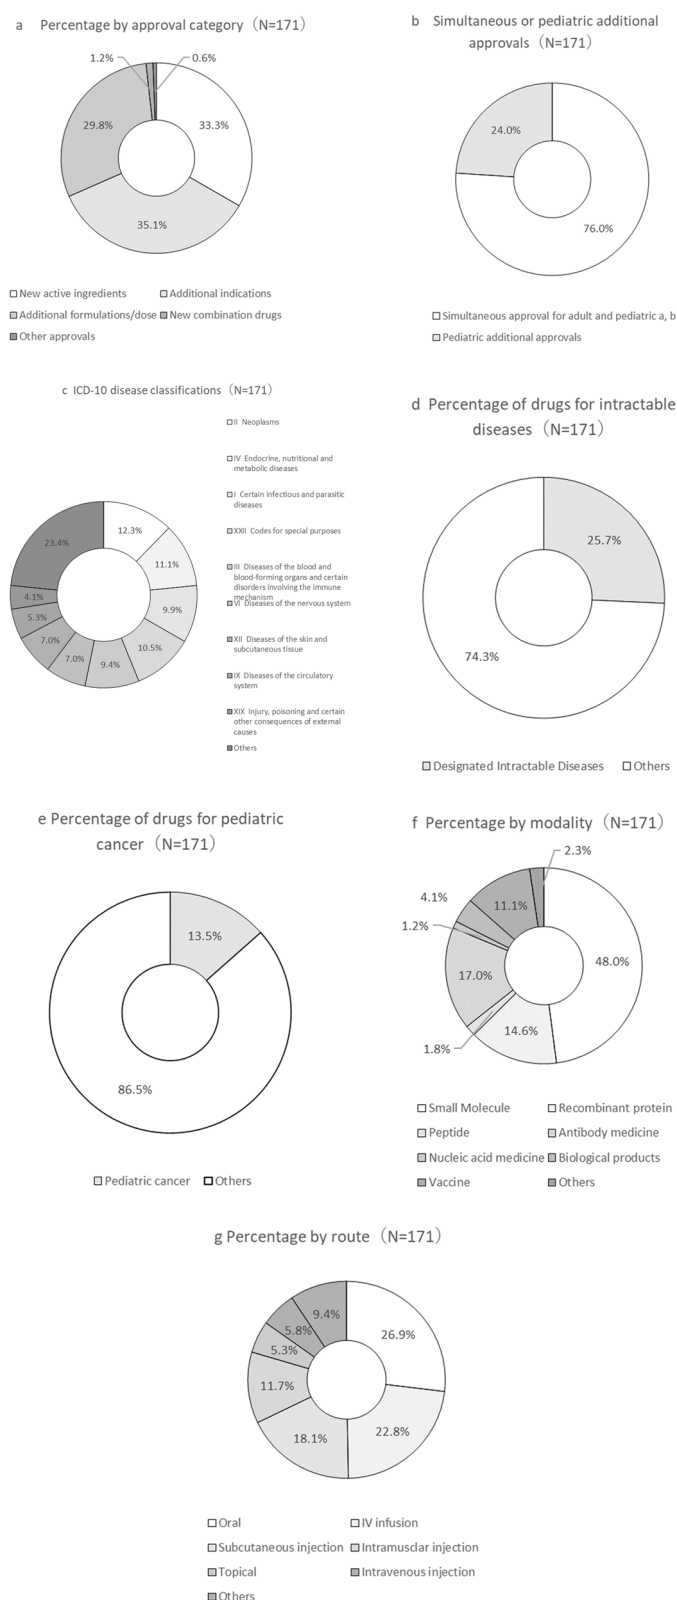 a Percentage by approval category（N=171）
1.2%
0.6%
33.3%
29.8%
35.1%
New active ingredients
Additional indications
Additional formulations/dose
New combination drugs
Other approvals
b Simultaneous or pediatric additional
approvals（N=171）
24.0%
76.0%
Simultaneous approval for adult and pediatric a, b
Pediatric additional approvals
c ICD-10 disease classifications（N=171）
12.3%
11.1%
9.9%
10.5%
9.4%
7.0%
7.0%
5.3%
4.1%
23.4%
II Neoplasms
IV Endocrine, nutritional and
metabolic diseases
I Certain infectious and parasitic
diseases
XXII Codes for special purposes
III Diseases of the blood and
blood-forming organs and certain
disorders involving the immune
mechanism
VI Diseases of the nervous system
XII Diseases of the skin and
subcutaneous tissue
IX Diseases of the circulatory
system
XIX Injury, poisoning and certain
other consequences of external
causes
Others
d Percentage of drugs for intractable
diseases（N=171）
25.7%
74.3%
Designated Intractable Diseases
Others
e Percentage of drugs for pediatric
cancer（N=171）
13.5%
86.5%
Pediatric cancer
Others
f Percentage by modality（N=171）
2.3%
11.1%
4.1%
1.2%
48.0%
17.0%
14.6%
1.8%
Small Molecule
Recombinant protein
Peptide
Antibody medicine
Nucleic acid medicine
Biological products
Vaccine
Others
g Percentage by route（N=171）
9.4%
5.8%
26.9%
5.3%
11.7%
22.8%
18.1%
Oral
IV infusion
Subcutaneous injection
Intramusclar injection
Topical
Intravenous injection
Others